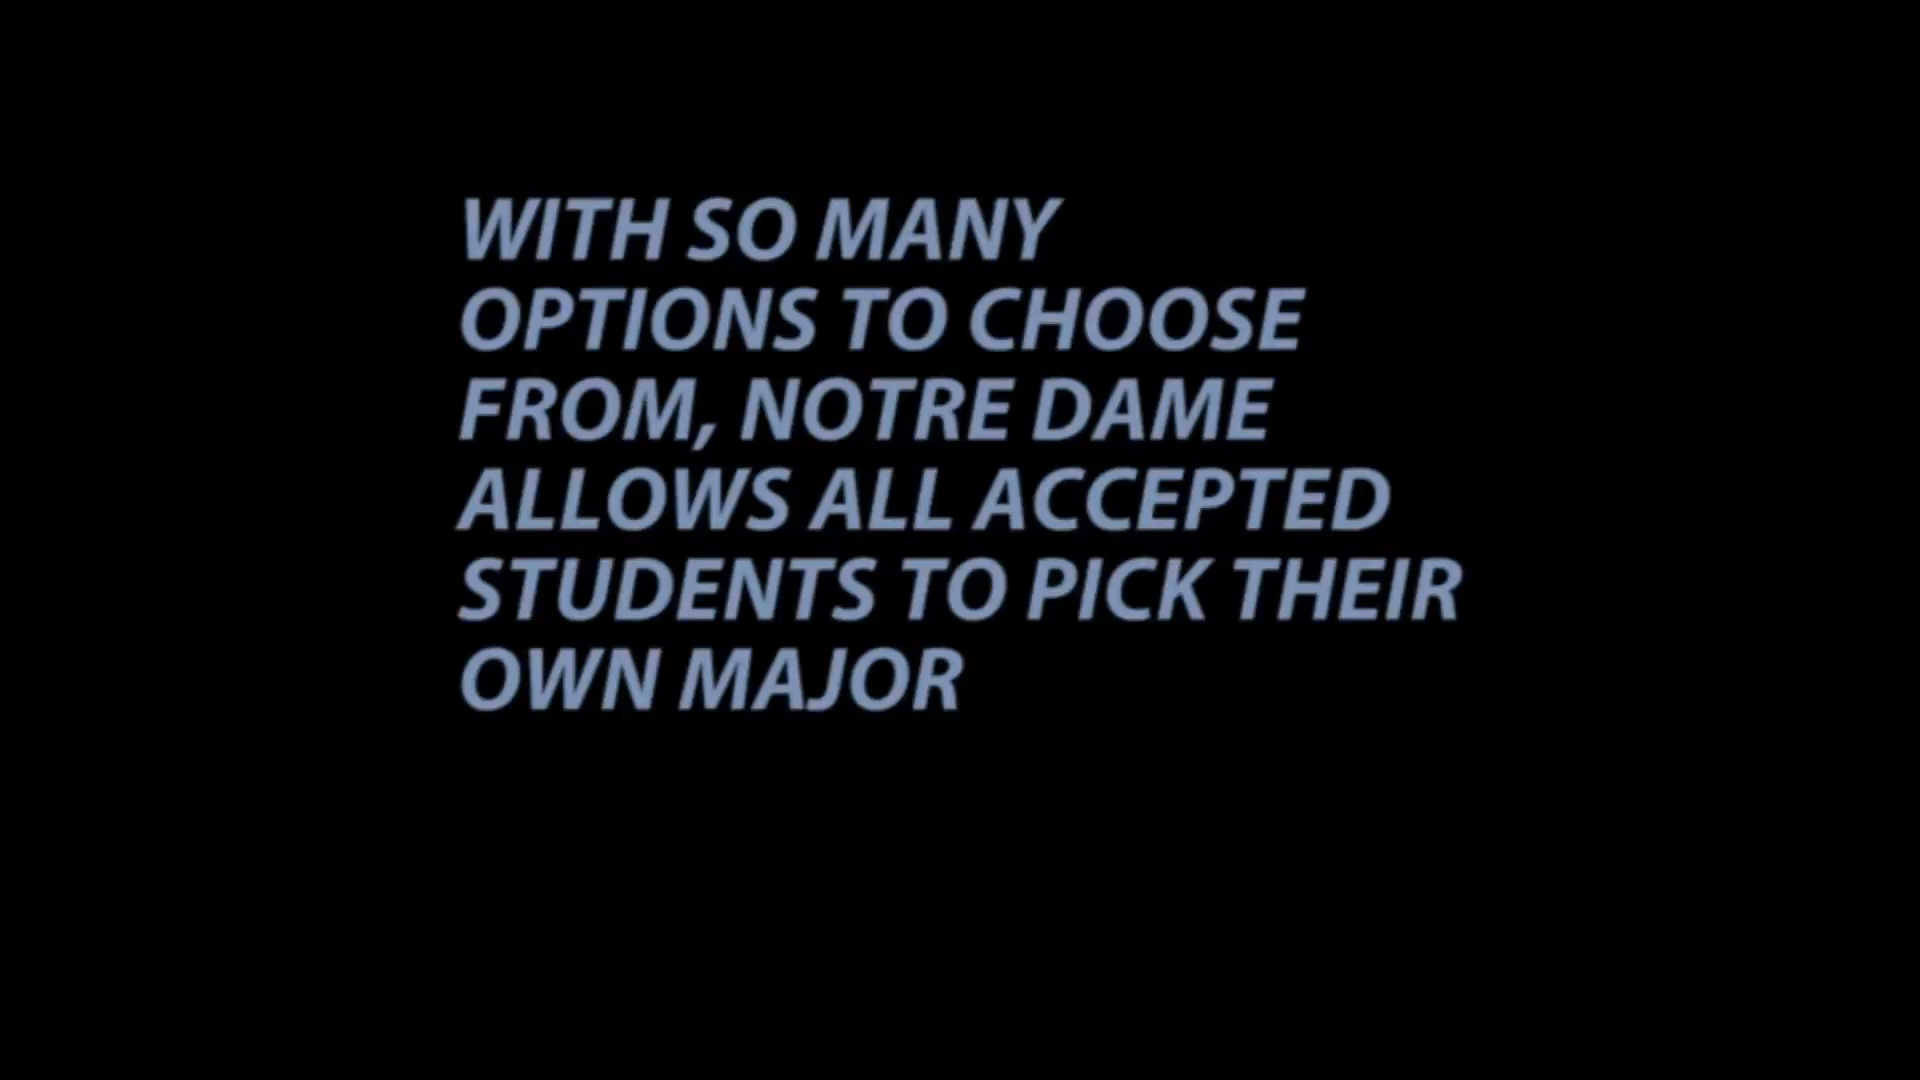 WITH SO MANY
OPTIONS TO CHOOSE
FROM, NOTRE DAME
ALLOWS ALL ACCEPTED
STUDENTS TO PICK THEIR
OWN MAJOR